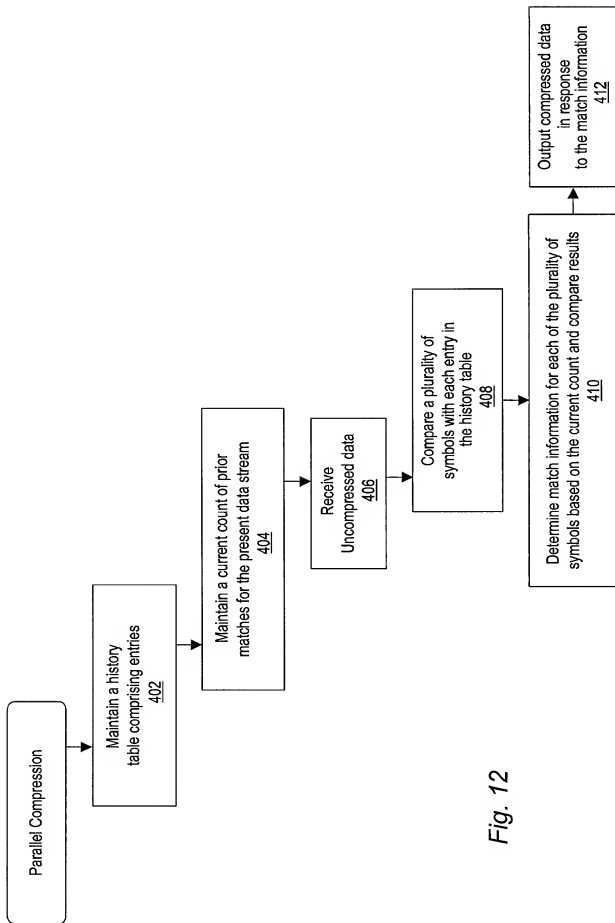 Parallel Compression
Maintain a history
table comprising entries
402
Maintain a current count of prior
matches for the present data stream
404
Receive
Uncompressed data
406
Compare a plurality of
symbols with each entry in
the history table
408
Determine match information for each of the plurality of
symbols based on the current count and compare results
410
Output compressed data
in response
to the match information
412
Fig. 12